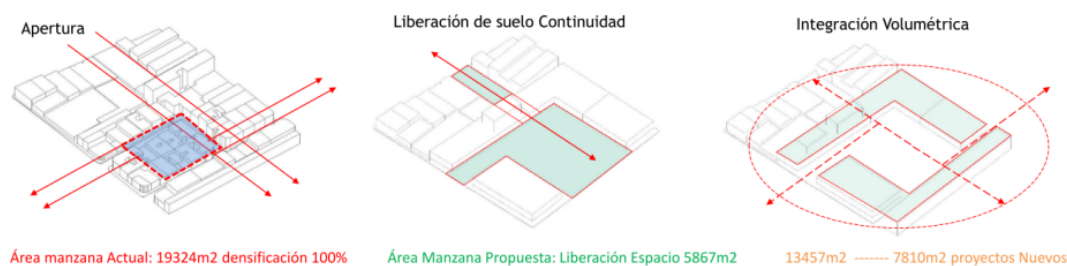 Apertura
Liberación de suelo Continuidad
Integración Volumétrica
Área manzana Actual: 19324m2 densificación 100%
Área Manzana Propuesta: Liberación Espacio 5867m2
13457m2 ------- 7810m2 proyectos Nuevos